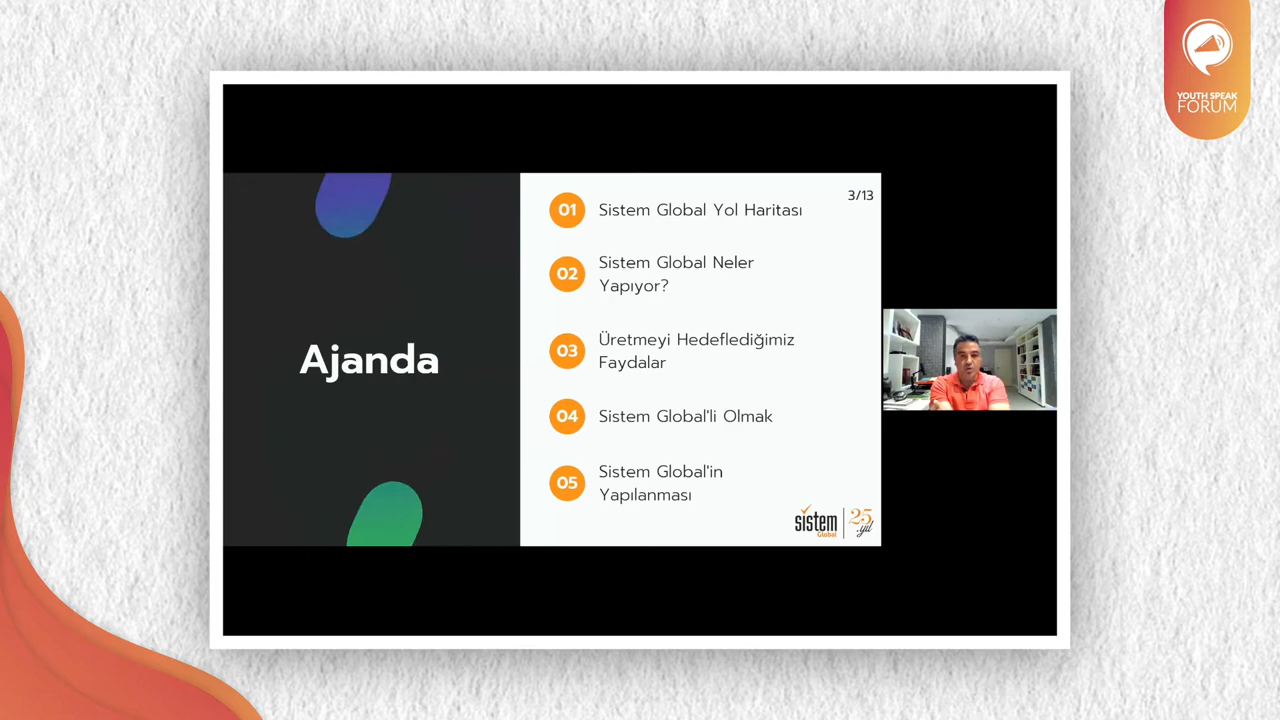 YOUTH SPEAK
FORUM
3/13
Ajanda
01 Sistem Global Yol Haritası
02 Sistem Global Neler
Yapıyor?
03 Üretmeyi Hedeflediğimiz
Faydalar
04 Sistem Global'li Olmak
05 Sistem Global'in
Yapılanması
sistem
Global
25
.yıl